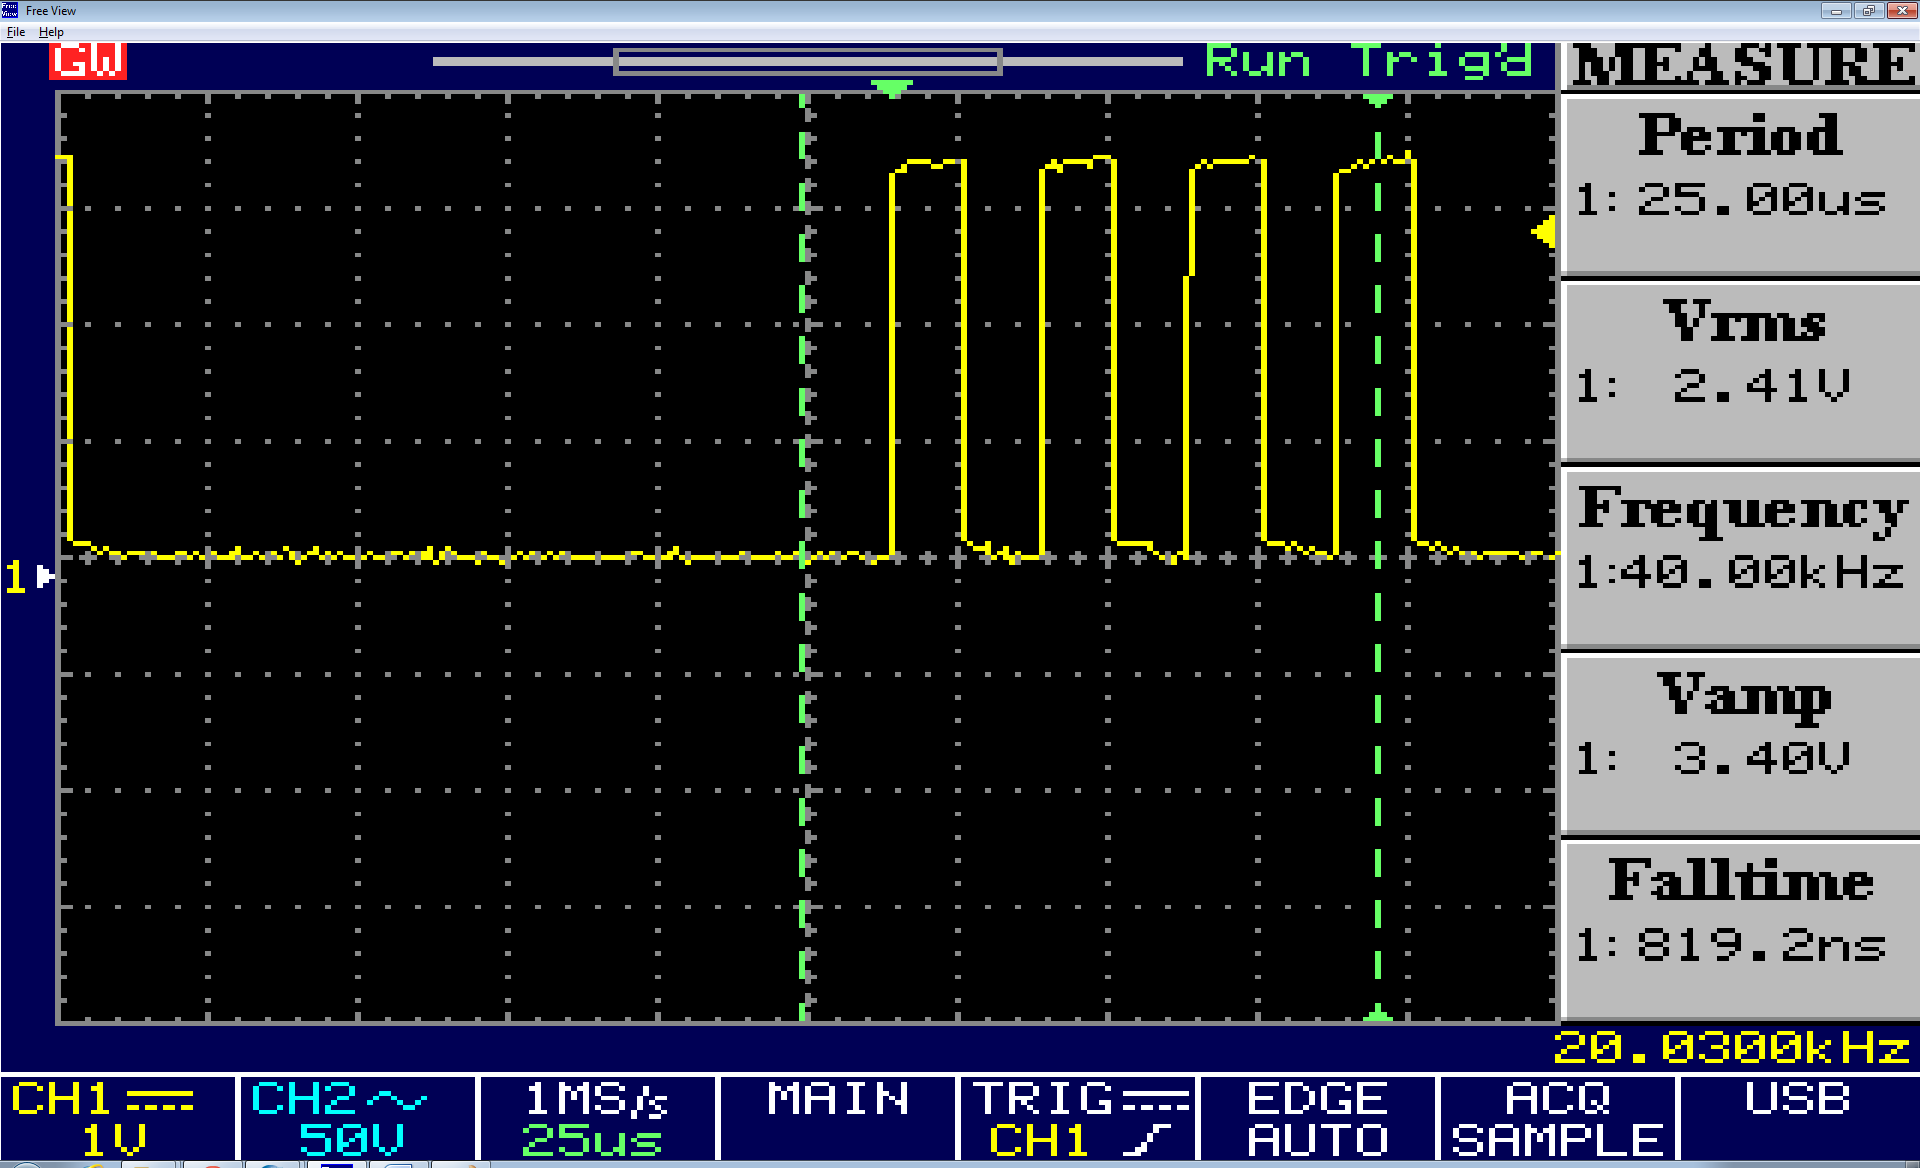 Free View
File Help
GW
Run Trig'd
MEASURE
Period
1: 25.00us
Vrms
1: 2.41V
Frequency
1:40.00kHz
Vamp
1: 3.40V
Falltime
1: 819.2ns
1
20.0300kHz
CH1
1V
CH2
50V
1MS/s
25us
MAIN
TRIG
CH1
EDGE
AUTO
ACQ
SAMPLE
USB